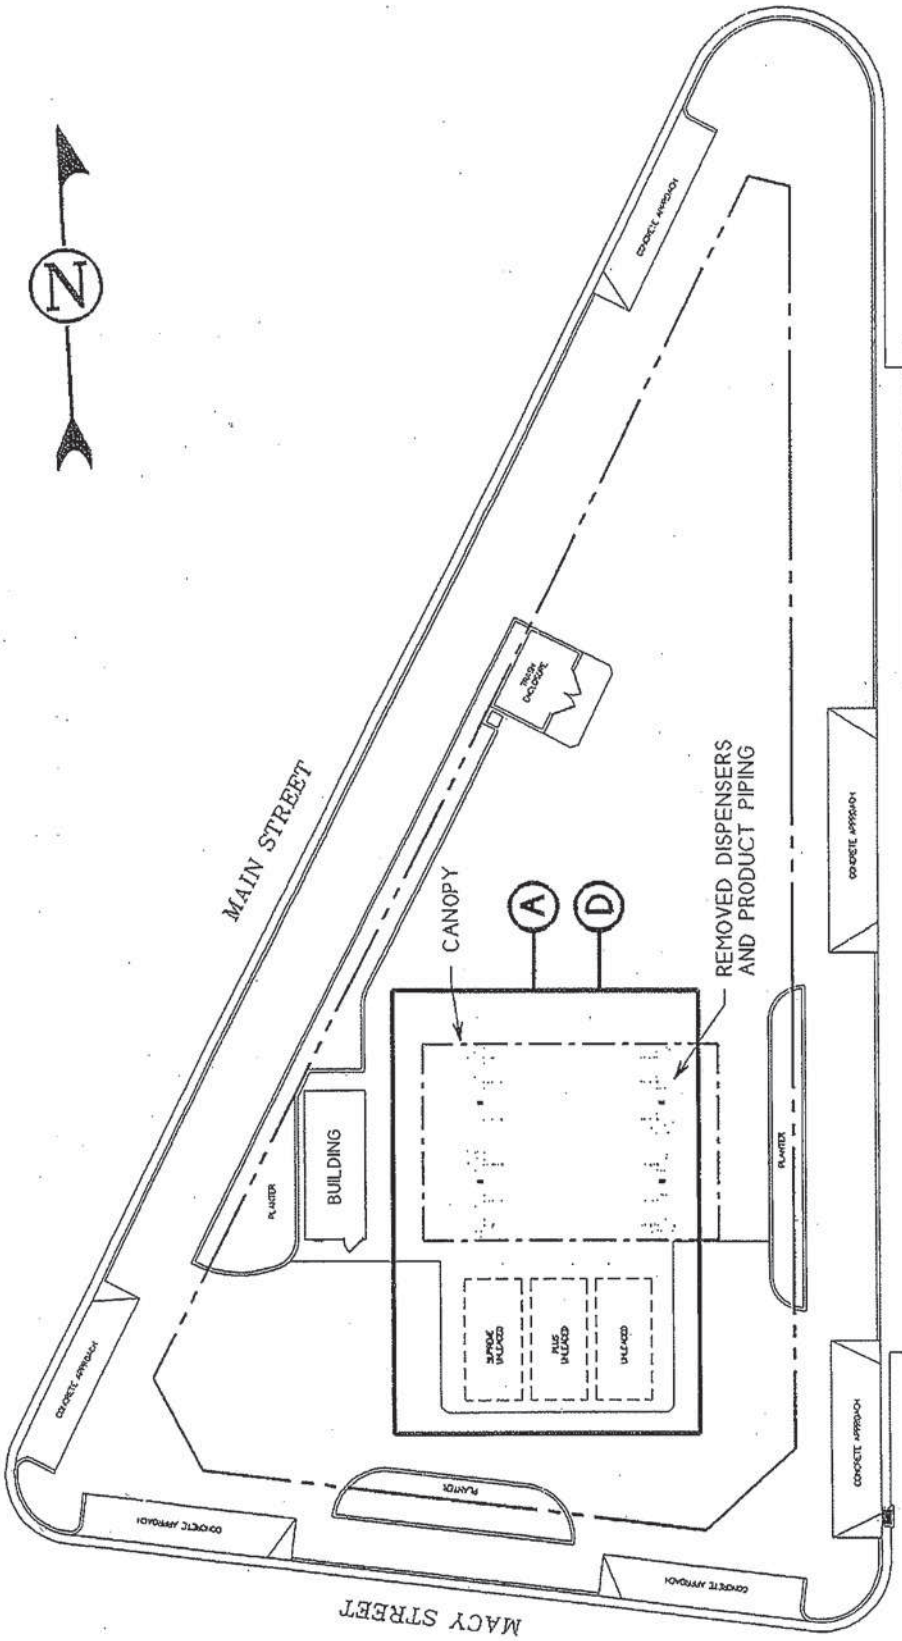 N
MAIN STREET
CONCRETE APPROACH
TRASH
ENCLOSURE
CANOPY
A
D
REMOVED DISPENSERS
AND PRODUCT PIPING
CONCRETE APPROACH
PLANTER
BUILDING
PLANTER
SUPREME
UNLEADED
PLUS
UNLEADED
UNLEADED
CONCRETE APPROACH
CONCRETE APPROACH
PLANTER
CONCRETE APPROACH
CONCRETE APPROACH
MACY STREET